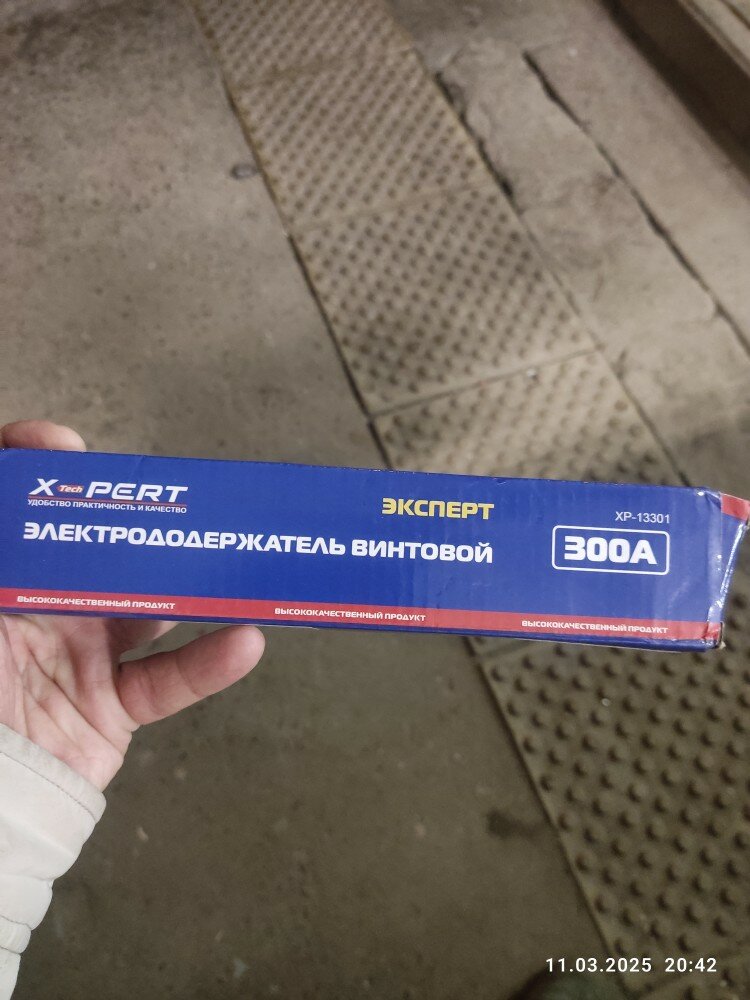 X-Tech PERT
УДОБСТВО ПРАКТИЧНОСТЬ И КАЧЕСТВО
ЭКСПЕРТ
XP-13301
ЭЛЕКТРОДОДЕРЖАТЕЛЬ ВИНТОВОЙ
300А
ВЫСОКОКАЧЕСТВЕННЫЙ ПРОДУКТ
ВЫСОКОКАЧЕСТВЕННЫЙ ПРОДУКТ
ВЫСОКОКАЧЕСТВЕННЫЙ ПРОДУКТ
11.03.2025 20:42